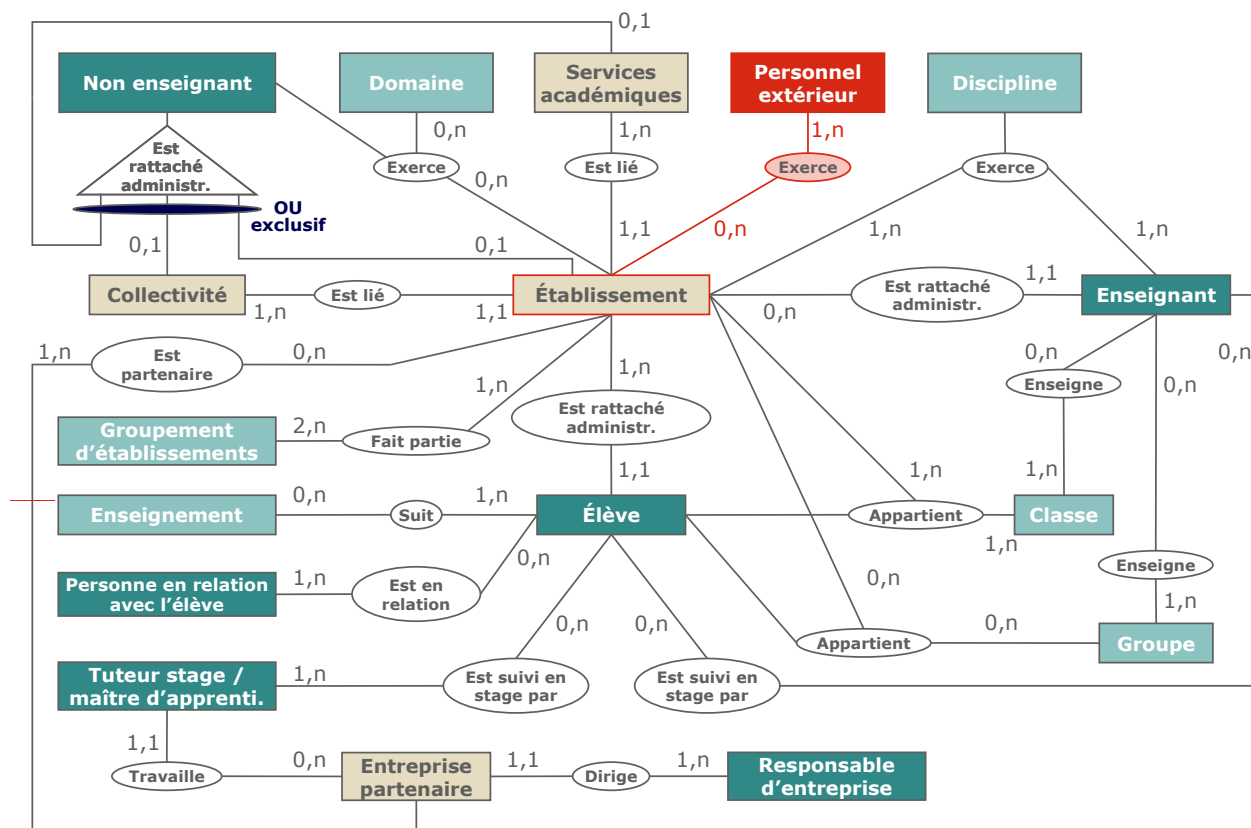 0,1
Non enseignant
Domaine
Services
académiques
Personnel
extérieur
Discipline
0,n
1,n
1,n
Est
rattaché
administr.
Exerce
Est lié
Exerce
Exerce
0,n
OU
exclusif
0,1
0,1
1,1
0,n
1,n
1,n
Collectivité
Est lié
Établissement
Est rattaché
administr.
1,1
Enseignant
1,n
1,1
0,n
1,n
Est
partenaire
0,n
1,n
1,n
0,n
Enseigne
0,n
0,n
Groupement
d’établissements
2,n
Fait partie
Est rattaché
administr.
1,1
1,n
1,n
Enseignement
0,n
Suit
1,n
Élève
Appartient
1,n
Classe
Personne en relation
avec l’élève
1,n
Est en
relation
0,n
0,n
Enseigne
1,n
0,n
0,n
Appartient
0,n
Groupe
Tuteur stage /
maître d’apprenti.
1,n
Est suivi en
stage par
Est suivi en
stage par
1,1
Travaille
0,n
Entreprise
partenaire
1,1
Dirige
1,n
Responsable
d’entreprise